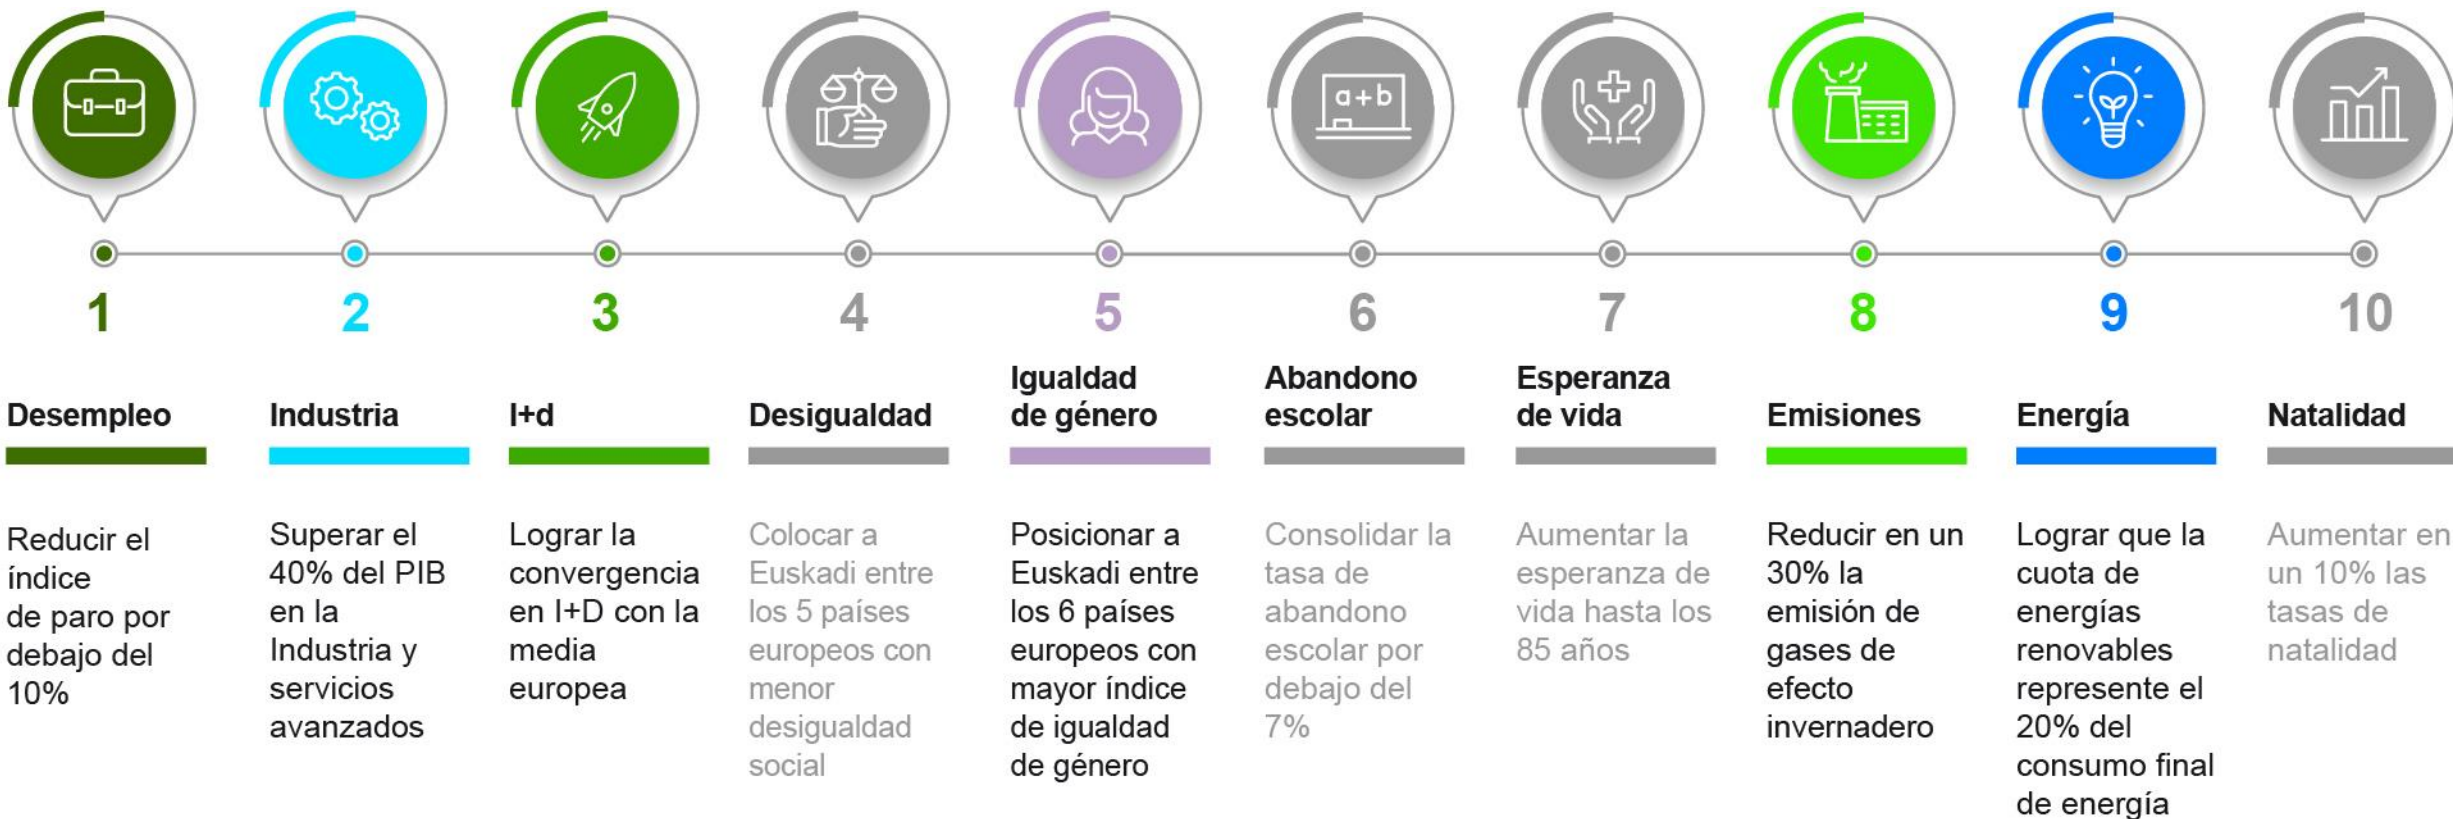 a+b
1
Desempleo
Reducir el
índice
de paro por
debajo del
10%
2
Industria
Superar el
40% del PIB
en la
Industria y
servicios
avanzados
3
I+d
Lograr la
convergencia
en I+D con la
media
europea
4
Desigualdad
Colocar a
Euskadi entre
los 5 países
europeos con
menor
desigualdad
social
5
Igualdad
de género
Posicionar a
Euskadi entre
los 6 países
europeos con
mayor índice
de igualdad
de género
6
Abandono
escolar
Consolidar la
tasa de
abandono
escolar por
debajo del
7%
7
Esperanza
de vida
Aumentar la
esperanza de
vida hasta los
85 años
8
Emisiones
Reducir en un
30% la
emisión de
gases de
efecto
invernadero
9
Energía
Lograr que la
cuota de
energías
renovables
represente el
20% del
consumo final
de energía
10
Natalidad
Aumentar en
un 10% las
tasas de
natalidad